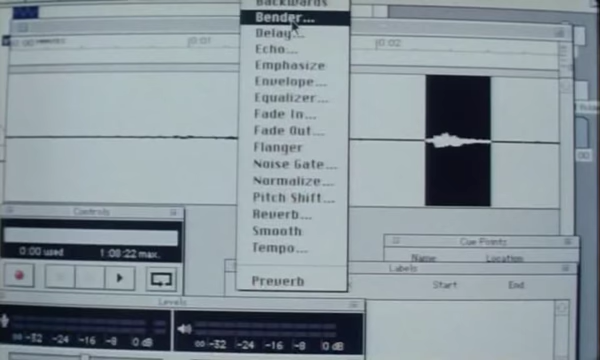 Backwards
Bender...
Delay...
Echo...
Emphasize
Envelope...
Equalizer...
Fade In...
Fade Out...
Flanger
Noise Gate...
Normalize...
Pitch Shift...
Reverb...
Smooth
Tempo...
Preverb
0:01
0:02
Controls
0:00 used 1:08:22 max.
Cue Points
Name Location
Labels
Start End
Levels
∞ -32 -24 -16 -8 0 dB
∞ -32 -24 -16 -8 0 dB